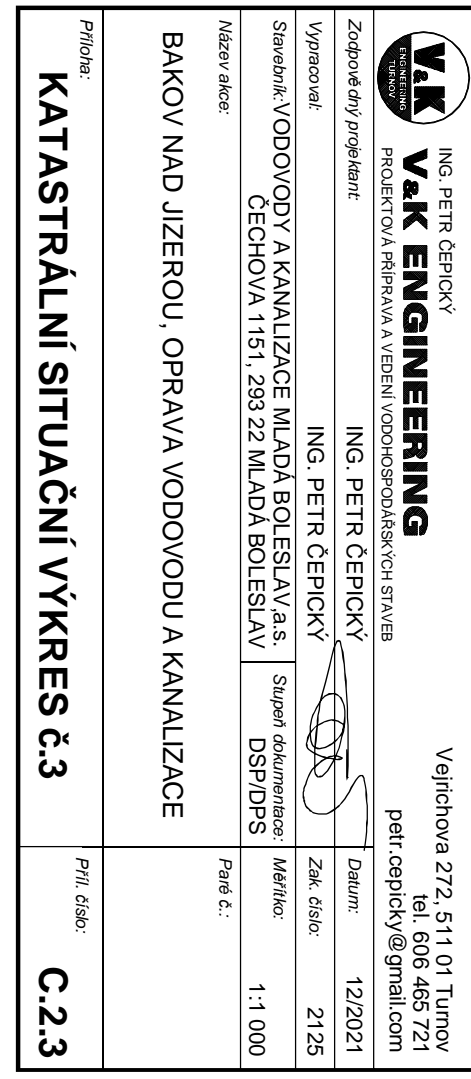 V&K
ENGINEERING
TURNOV
ING. PETR ČEPICKÝ
V&K ENGINEERING
PROJEKTOVÁ PŘÍPRAVA A VEDENÍ VODOHOSPODÁŘSKÝCH STAVEB
Vejrichova 272, 511 01 Turnov
tel. 606 465 721
petr.cepicky@gmail.com
Zodpovědný projektant: ING. PETR ČEPICKÝ
Datum: 12/2021
Vypracoval: ING. PETR ČEPICKÝ
Zak. číslo: 2125
Stavebník: VODOVODY A KANALIZACE MLADÁ BOLESLAV,a.s.
ČECHOVA 1151, 293 22 MLADÁ BOLESLAV
Stupeň dokumentace:
DSP/DPS
Měřítko:
1:1 000
Název akce:
BAKOV NAD JIZEROU, OPRAVA VODOVODU A KANALIZACE
Paré č.:
Příloha:
KATASTRÁLNÍ SITUAČNÍ VÝKRES č.3
Příl. číslo:
C.2.3